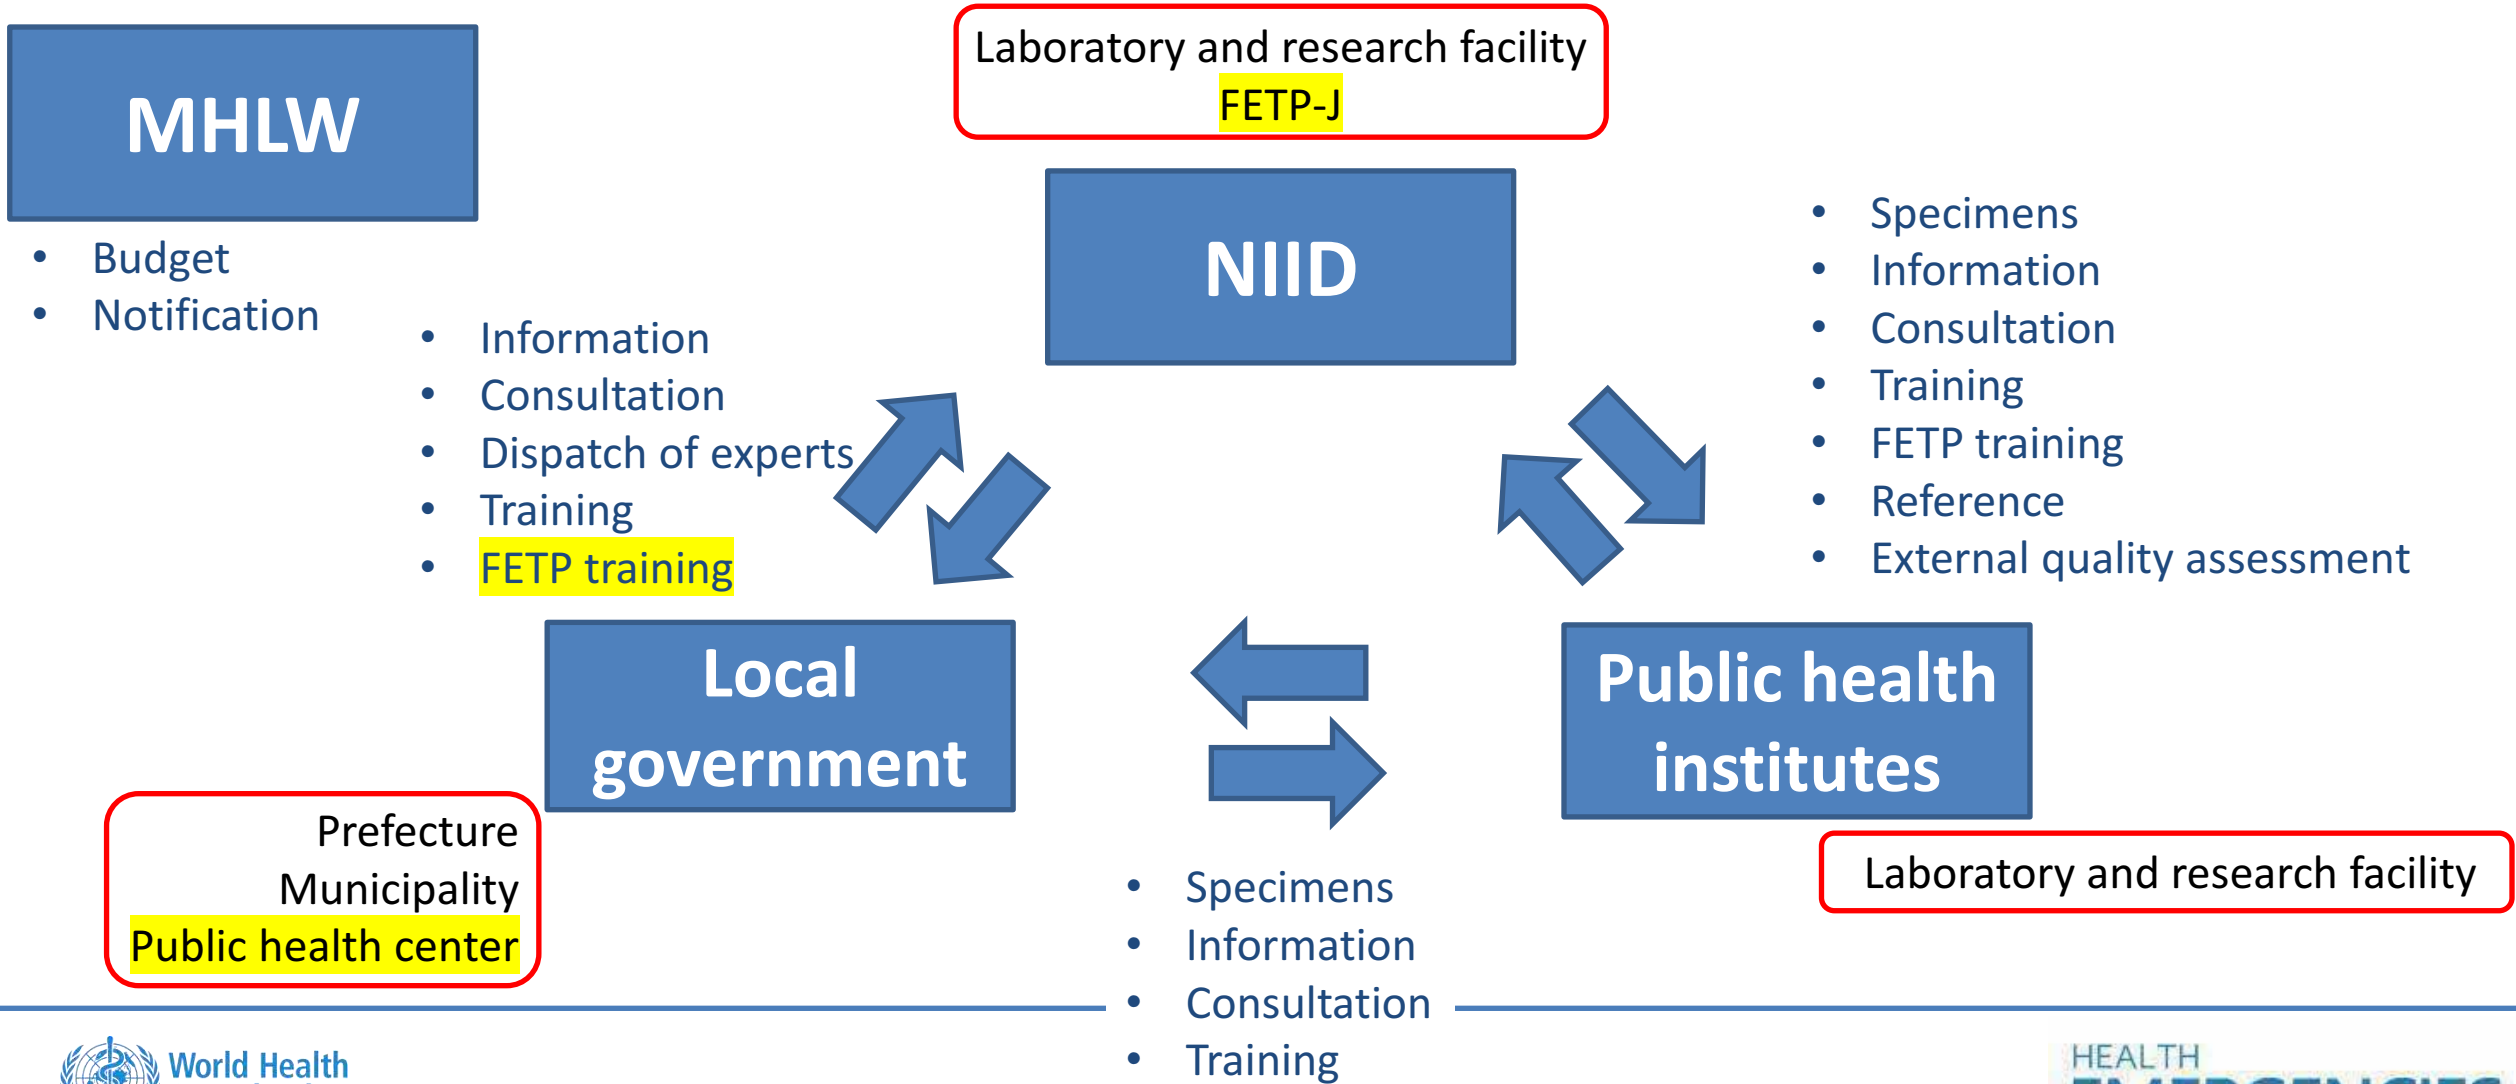 MHLW
• Budget
• Notification
Laboratory and research facility
FETP-J
NIID
• Information
• Consultation
• Dispatch of experts
• Training
• FETP training
• Specimens
• Information
• Consultation
• Training
• FETP training
• Reference
• External quality assessment
Local
government
Public health
institutes
Prefecture
Municipality
Public health center
Laboratory and research facility
• Specimens
• Information
• Consultation
• Training
World Health
HEALTH